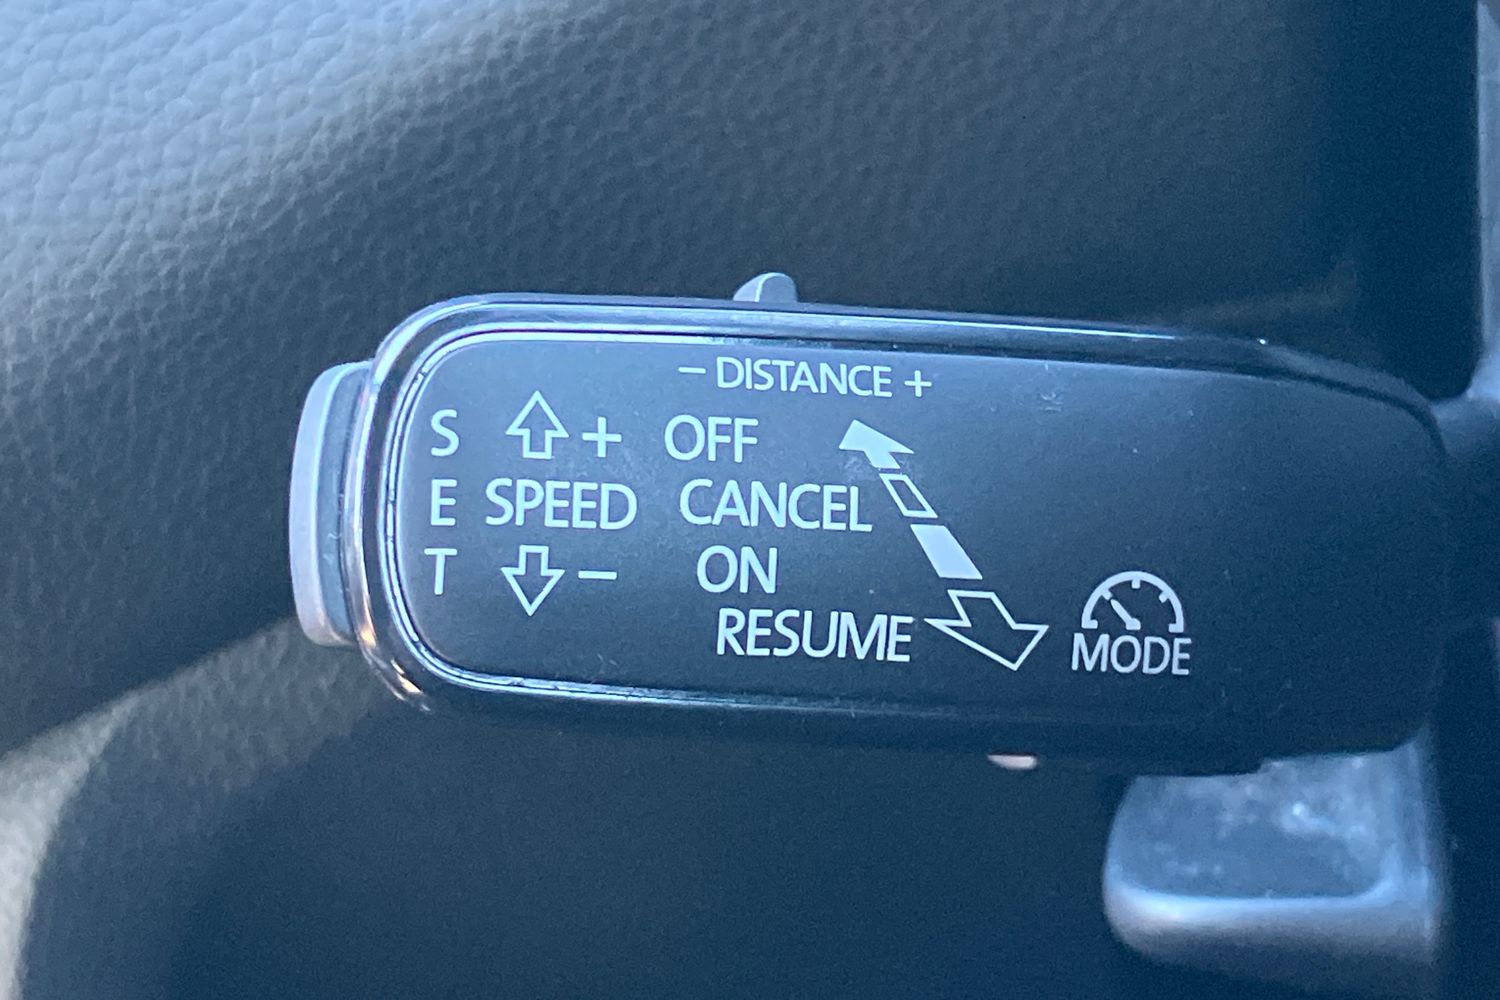 − DISTANCE +
S + OFF
E SPEED CANCEL
T − ON
RESUME
MODE